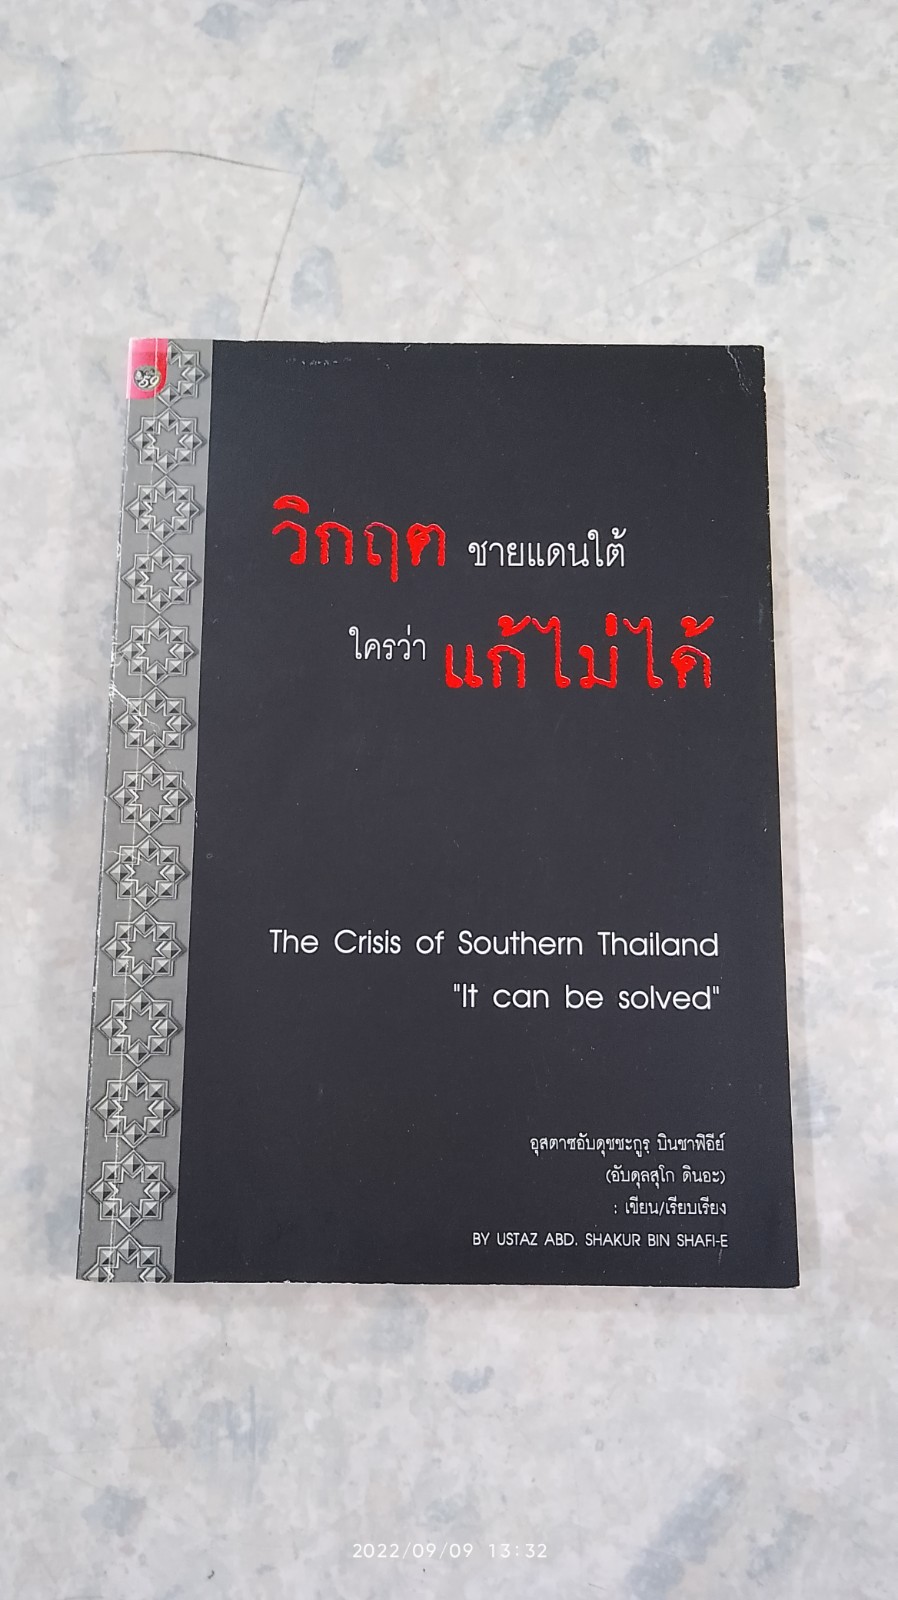 วิกฤต ชายแดนใต้
ใครว่า แก้ไม่ได้
The Crisis of Southern Thailand
"It can be solved"
อุสตาซอับดุชชะกูรฺ บินชาฟิอีย์
(อับดุลสุโก ดินอะ)
: เขียน/เรียบเรียง
BY USTAZ ABD. SHAKUR BIN SHAFI-E
2022/09/09 13:32